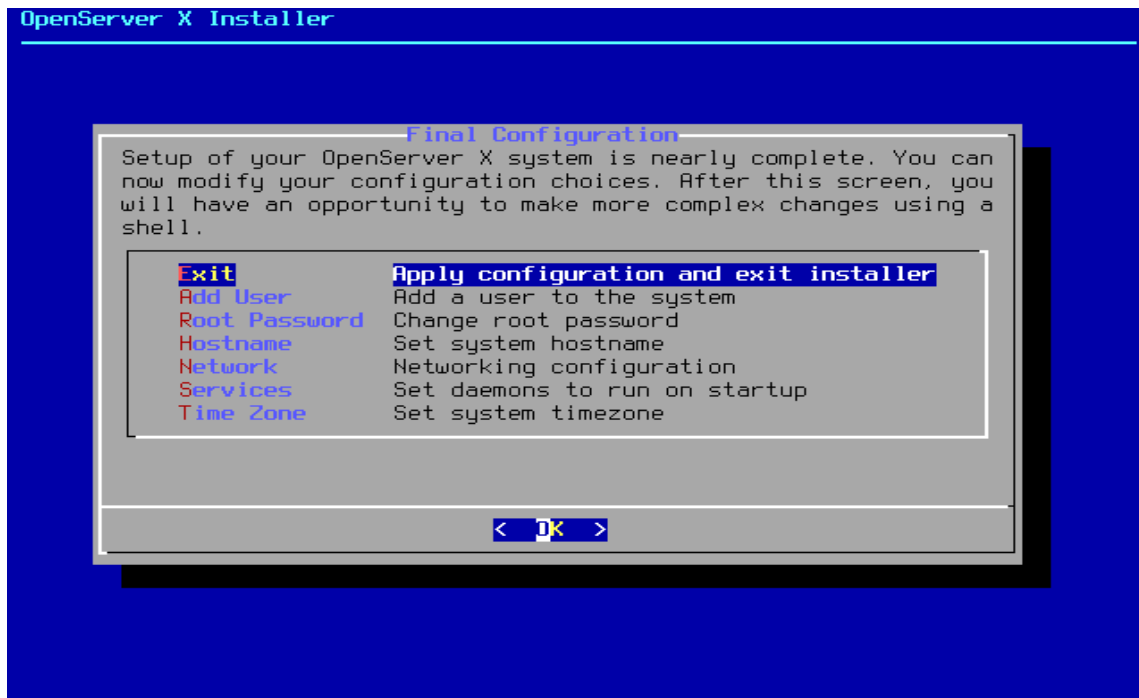 OpenServer X Installer
Final Configuration
Setup of your OpenServer X system is nearly complete. You can
now modify your configuration choices. After this screen, you
will have an opportunity to make more complex changes using a
shell.
Exit Apply configuration and exit installer
Add User Add a user to the system
Root Password Change root password
Hostname Set system hostname
Network Networking configuration
Services Set daemons to run on startup
Time Zone Set system timezone
< OK >